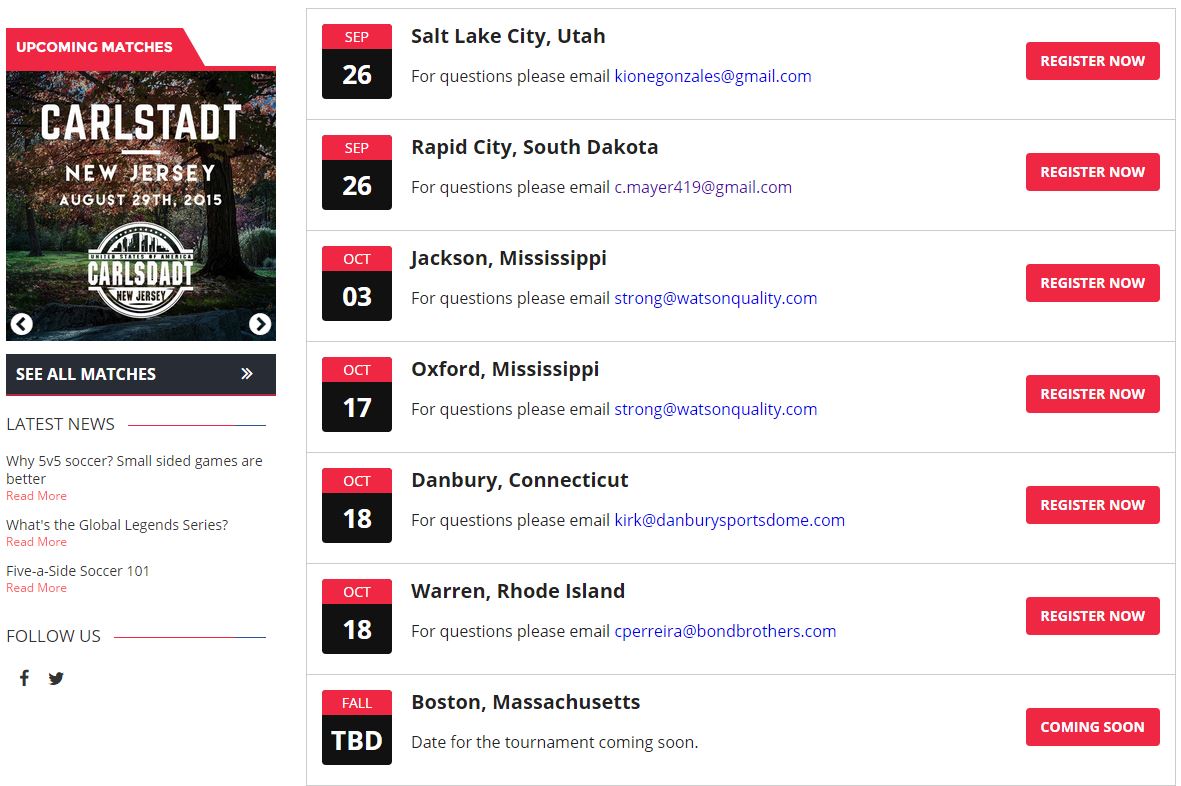 UPCOMING MATCHES
CARLSTADT
NEW JERSEY
AUGUST 29TH, 2015
UNITED STATES OF AMERICA
CARLSDADT
NEW JERSEY
SEE ALL MATCHES
LATEST NEWS
Why 5v5 soccer? Small sided games are
better
Read More
What's the Global Legends Series?
Read More
Five-a-Side Soccer 101
Read More
FOLLOW US
SEP
26
Salt Lake City, Utah
For questions please email kionegonzales@gmail.com
REGISTER NOW
SEP
26
Rapid City, South Dakota
For questions please email c.mayer419@gmail.com
REGISTER NOW
OCT
03
Jackson, Mississippi
For questions please email strong@watsonquality.com
REGISTER NOW
OCT
17
Oxford, Mississippi
For questions please email strong@watsonquality.com
REGISTER NOW
OCT
18
Danbury, Connecticut
For questions please email kirk@danburysportsdome.com
REGISTER NOW
OCT
18
Warren, Rhode Island
For questions please email cperreira@bondbrothers.com
REGISTER NOW
FALL
TBD
Boston, Massachusetts
Date for the tournament coming soon.
COMING SOON